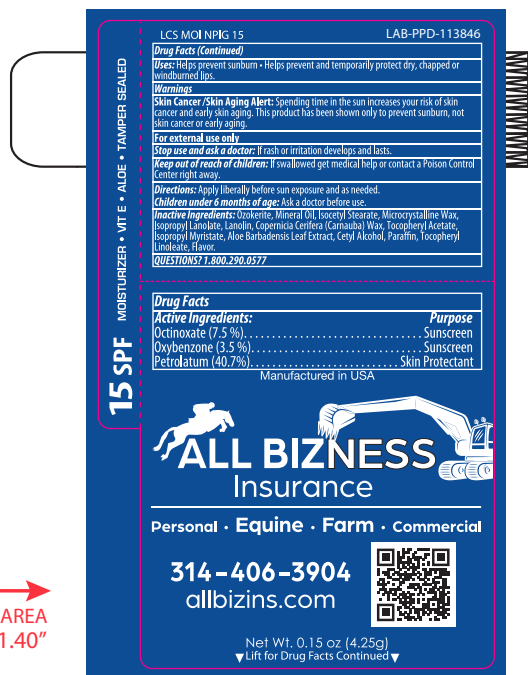 LCS MOI NPIG 15
LAB-PPD-113846
Drug Facts (Continued)
Uses: Helps prevent sunburn • Helps prevent and temporarily protect dry, chapped or
windburned lips.
Warnings
Skin Cancer /Skin Aging Alert: Spending time in the sun increases your risk of skin
cancer and early skin aging. This product has been shown only to prevent sunburn, not
skin cancer or early aging.
For external use only
Stop use and ask a doctor: If rash or irritation develops and lasts.
Keep out of reach of children: If swallowed get medical help or contact a Poison Control
Center right away.
Directions: Apply liberally before sun exposure and as needed.
Children under 6 months of age: Ask a doctor before use.
Inactive Ingredients: Ozokerite, Mineral Oil, Isocetyl Stearate, Microcrystalline Wax,
Isopropyl Lanolate, Lanolin, Copernicia Cerifera (Carnauba) Wax, Tocopheryl Acetate,
Isopropyl Myristate, Aloe Barbadensis Leaf Extract, Cetyl Alcohol, Paraffin, Tocopheryl
Linoleate, Flavor.
QUESTIONS? 1.800.290.0577
15 SPF MOISTURIZER • VIT E • ALOE • TAMPER SEALED
Drug Facts
Active Ingredients: Purpose
Octinoxate (7.5 %)............................... Sunscreen
Oxybenzone (3.5 %).............................. Sunscreen
Petrolatum (40.7%).......................... Skin Protectant
Manufactured in USA
ALL BIZNESS
Insurance
Personal • Equine • Farm • Commercial
314-406-3904
allbizins.com
Net Wt. 0.15 oz (4.25g)
▼Lift for Drug Facts Continued▼
AREA
1.40"